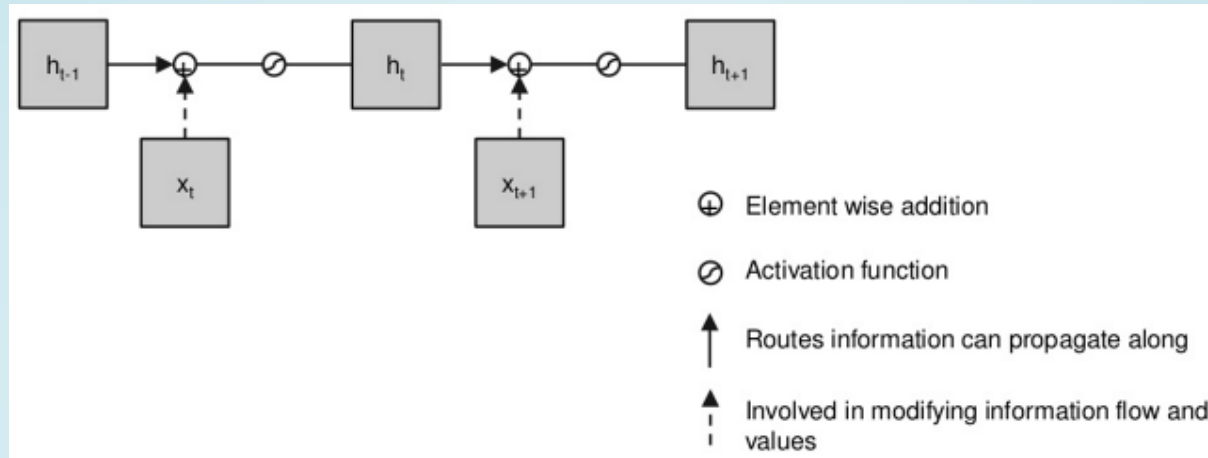 h_{t-1}
h_t
h_{t+1}
x_t
x_{t+1}
Element wise addition
Activation function
Routes information can propagate along
Involved in modifying information flow and
values